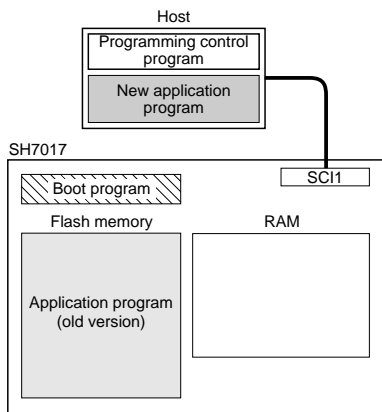 Host
Programming control
program
New application
program
SH7017
SCI1
Boot program
Flash memory
RAM
Application program
(old version)